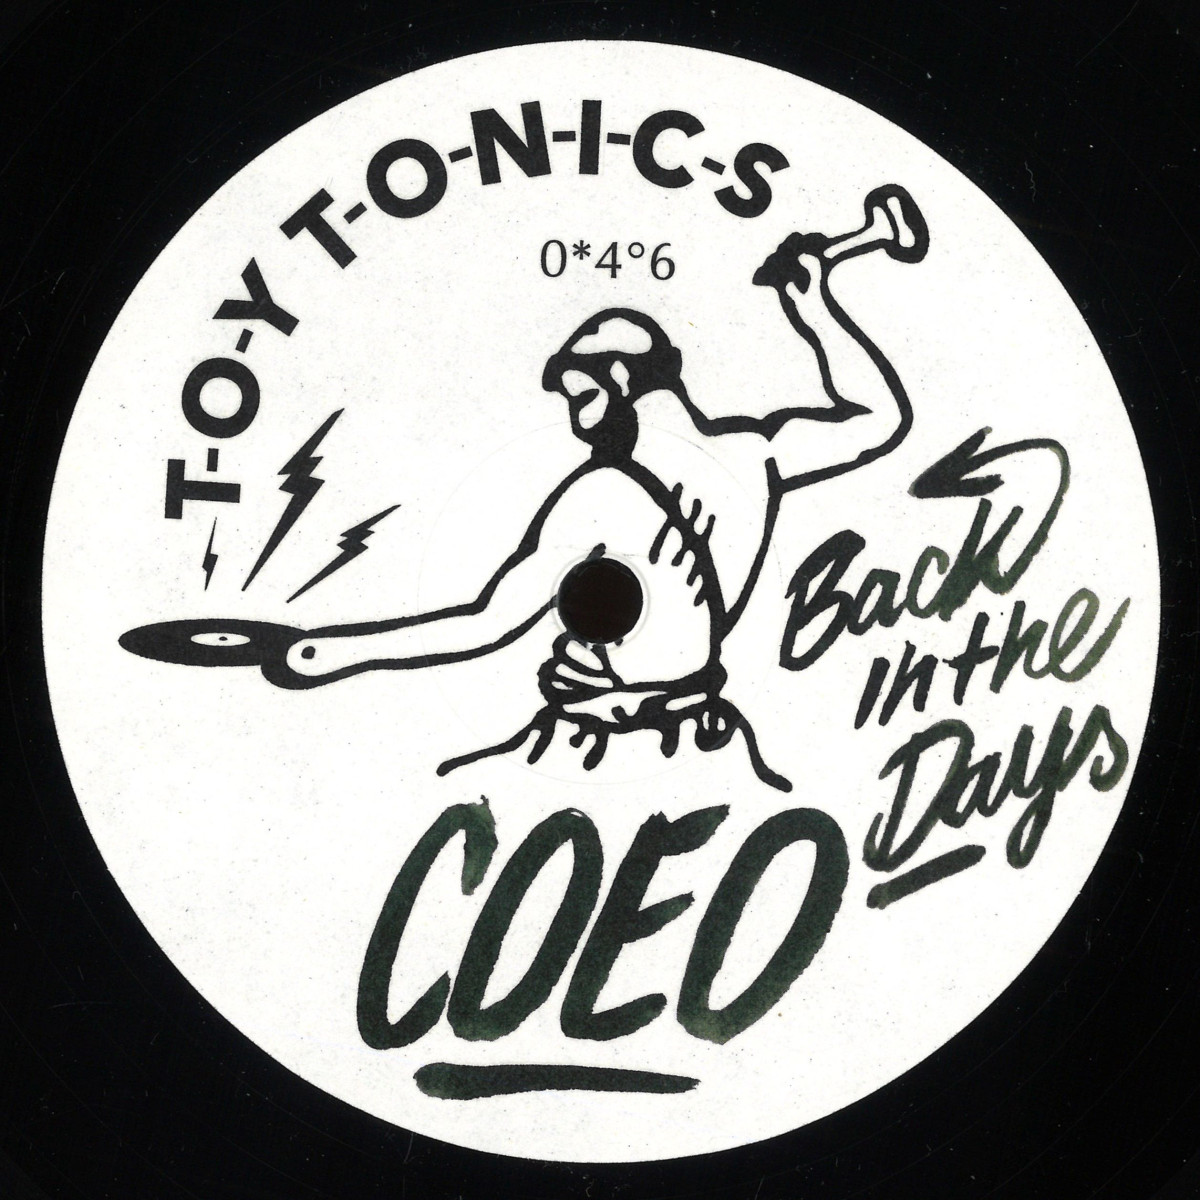 T-O-Y T-O-N-I-C-S
0*4°6
Back
in the
Days
COEO